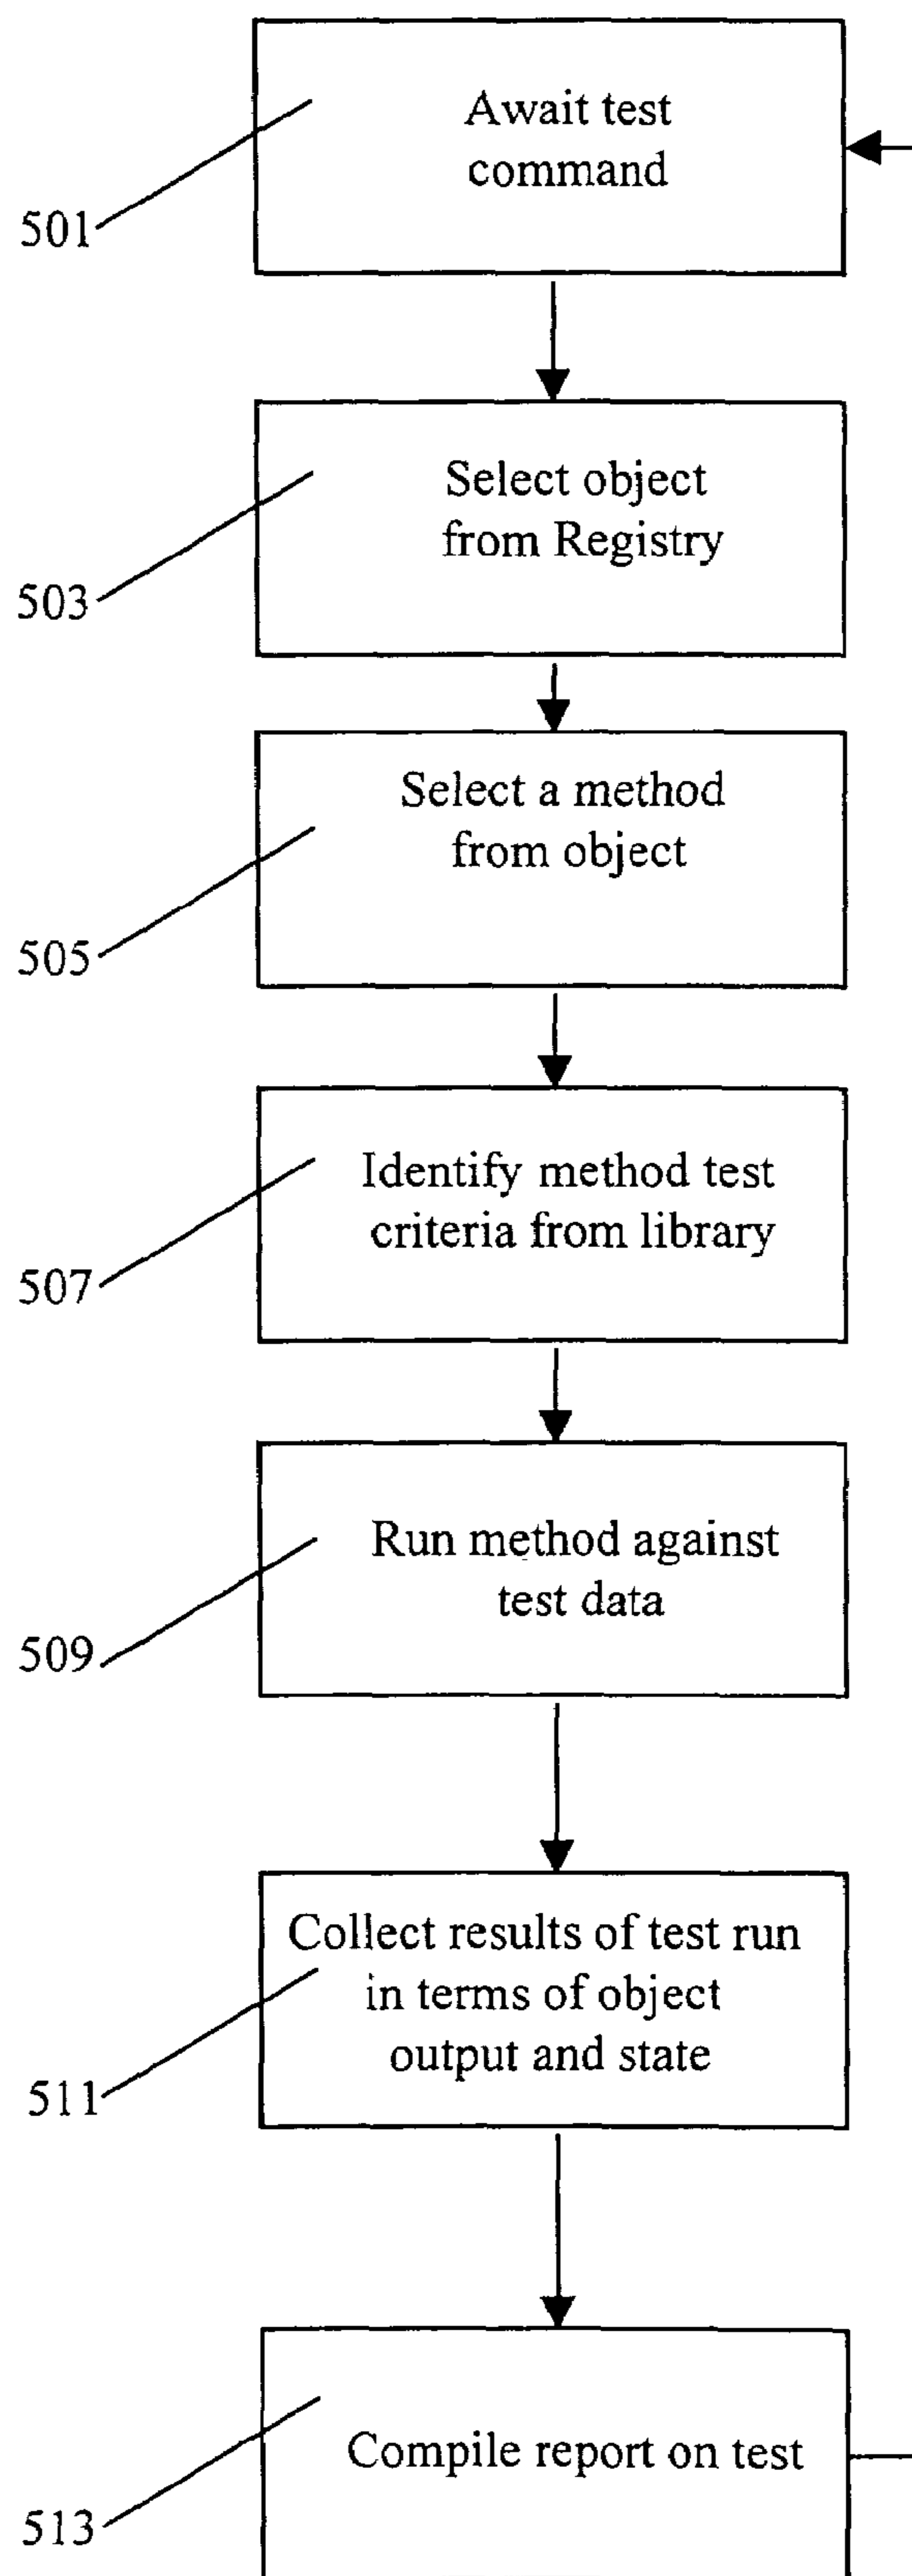 Await test
command
501
Select object
from Registry
503
Select a method
from object
505
Identify method test
criteria from library
507
Run method against
test data
509
Collect results of test run
in terms of object
output and state
511
Compile report on test
513